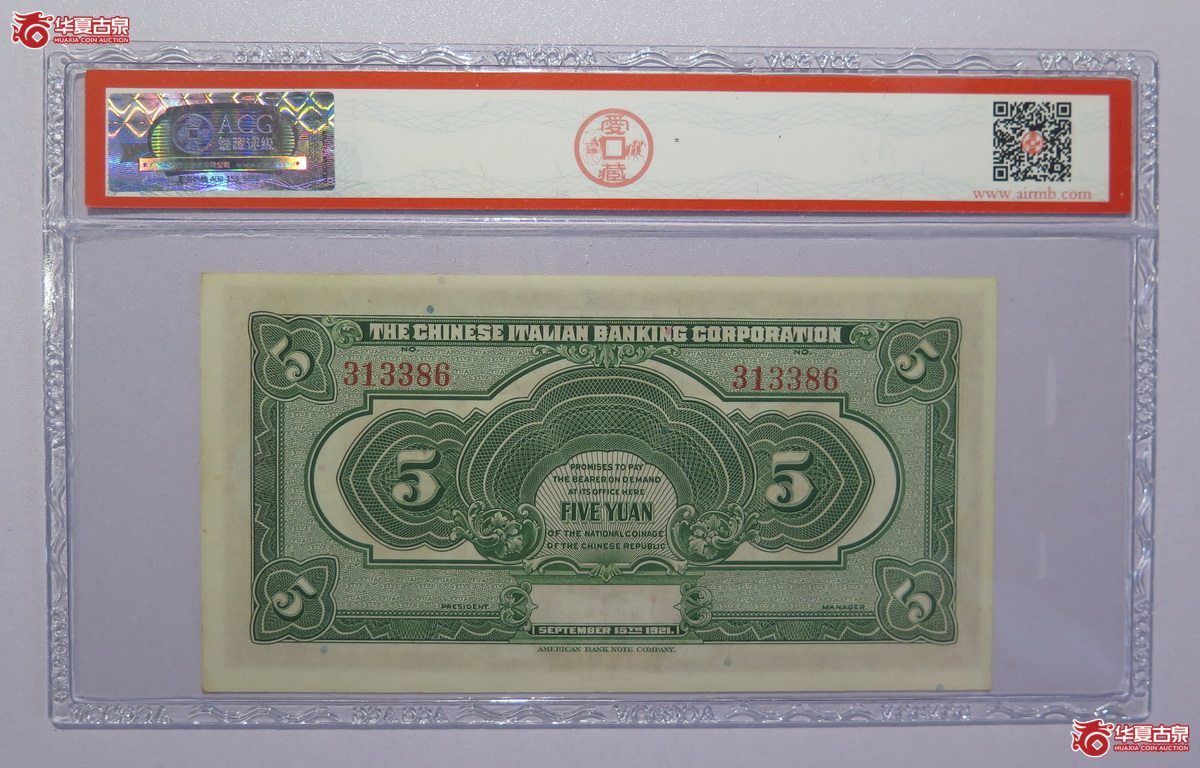 华夏古泉
HUAXIA COIN AUCTION
ACG
爱藏评级
愛藏
www.airmb.com
THE CHINESE ITALIAN BANKING CORPORATION
5 5
NO. NO.
313386 313386
5 5
PROMISES TO PAY
THE BEARER ON DEMAND
AT ITS OFFICE HERE
FIVE YUAN
OF THE NATIONAL COINAGE
OF THE CHINESE REPUBLIC
5 5
PRESIDENT. MANAGER.
SEPTEMBER 15TH 1921.
AMERICAN BANK NOTE COMPANY.
华夏古泉
HUAXIA COIN AUCTION